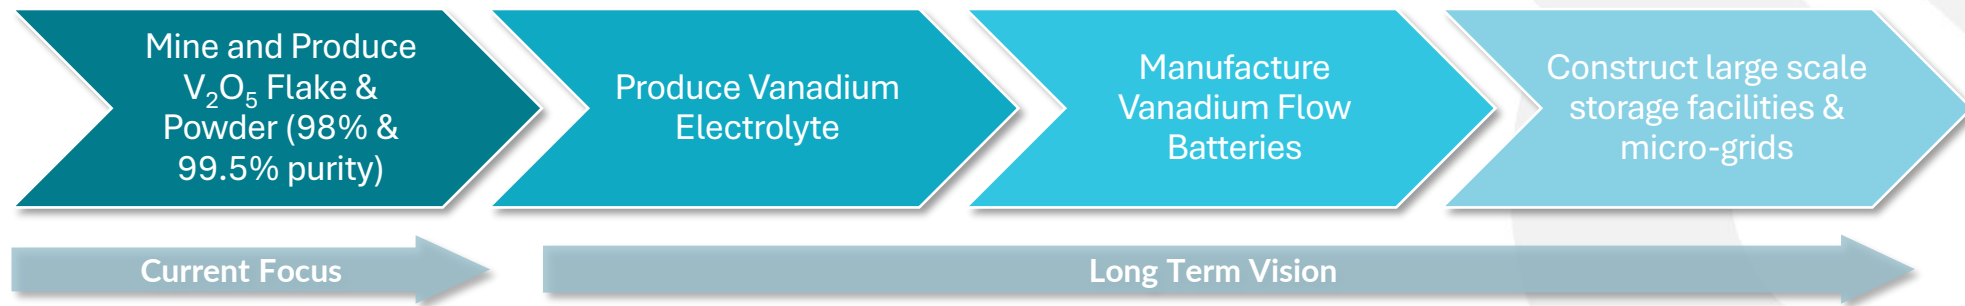 Mine and Produce
V₂O₅ Flake &
Powder (98% &
99.5% purity)
Produce Vanadium
Electrolyte
Manufacture
Vanadium Flow
Batteries
Construct large scale
storage facilities &
micro-grids
Current Focus
Long Term Vision